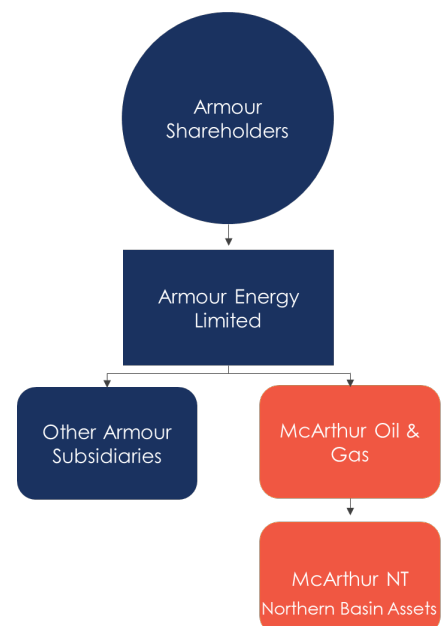 Armour
Shareholders
Armour Energy
Limited
Other Armour
Subsidiaries
McArthur Oil &
Gas
McArthur NT
Northern Basin Assets